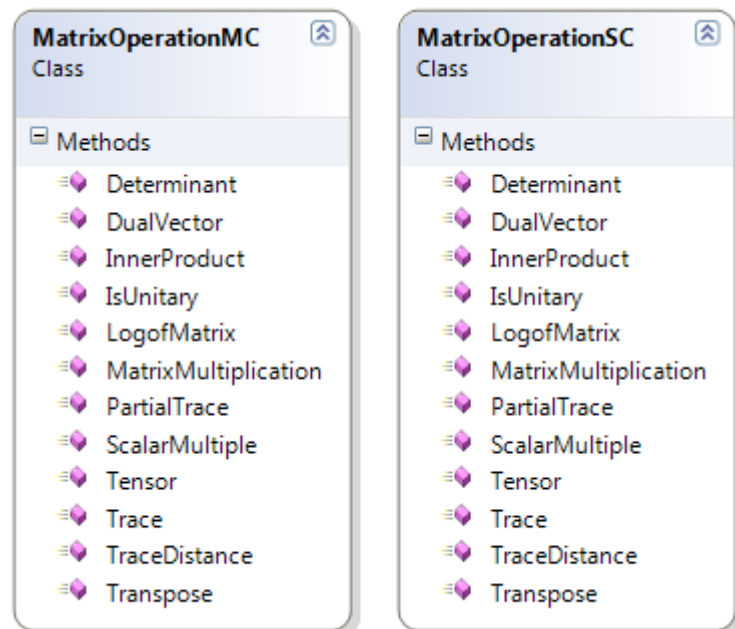 MatrixOperationMC
Class
Methods
Determinant
DualVector
InnerProduct
IsUnitary
LogofMatrix
MatrixMultiplication
PartialTrace
ScalarMultiple
Tensor
Trace
TraceDistance
Transpose
MatrixOperationSC
Class
Methods
Determinant
DualVector
InnerProduct
IsUnitary
LogofMatrix
MatrixMultiplication
PartialTrace
ScalarMultiple
Tensor
Trace
TraceDistance
Transpose